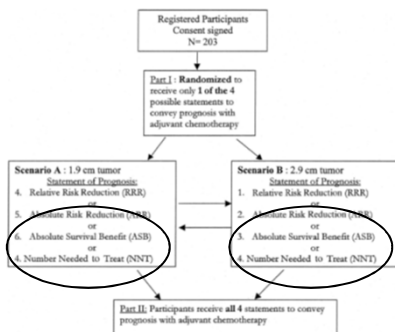 Registered Participants
Consent signed
N= 203
Part I : Randomized to
receive only 1 of the 4
possible statements to
convey prognosis with
adjuvant chemotherapy
Scenario A : 1.9 cm tumor
Statement of Prognosis:
4. Relative Risk Reduction (RRR)
or
5. Absolute Risk Reduction (ARR)
or
6. Absolute Survival Benefit (ASB)
or
4. Number Needed to Treat (NNT)
Scenario B : 2.9 cm tumor
Statement of Prognosis:
1. Relative Risk Reduction (RRR)
or
2. Absolute Risk Reduction (ARR)
or
3. Absolute Survival Benefit (ASB)
or
4. Number Needed to Treat (NNT)
Part II: Participants receive all 4 statements to convey
prognosis with adjuvant chemotherapy